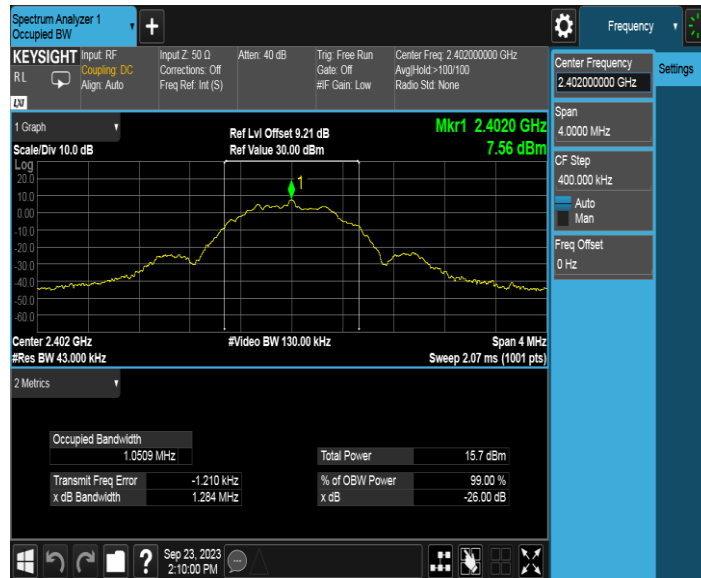 Spectrum Analyzer 1
Occupied BW
+
Frequency
KEYSIGHT
RL
LXI
Input: RF
Coupling: DC
Align: Auto
Input Z: 50 Ω
Corrections: Off
Freq Ref: Int (S)
Atten: 40 dB
Trig: Free Run
Gate: Off
#IF Gain: Low
Center Freq: 2.402000000 GHz
Avg|Hold:>100/100
Radio Std: None
Center Frequency
2.402000000 GHz
Settings
Span
4.0000 MHz
CF Step
400.000 kHz
Auto
Man
Freq Offset
0 Hz
1 Graph
Scale/Div 10.0 dB
Ref Lvl Offset 9.21 dB
Ref Value 30.00 dBm
Mkr1 2.4020 GHz
7.56 dBm
Log
20.0
10.0
0.00
-10.0
-20.0
-30.0
-40.0
-50.0
-60.0
1
Center 2.402 GHz
#Res BW 43.000 kHz
#Video BW 130.00 kHz
Span 4 MHz
Sweep 2.07 ms (1001 pts)
2 Metrics
Occupied Bandwidth
1.0509 MHz
Total Power 15.7 dBm
Transmit Freq Error -1.210 kHz
% of OBW Power 99.00 %
x dB Bandwidth 1.284 MHz
x dB -26.00 dB
?
Sep 23, 2023
2:10:00 PM